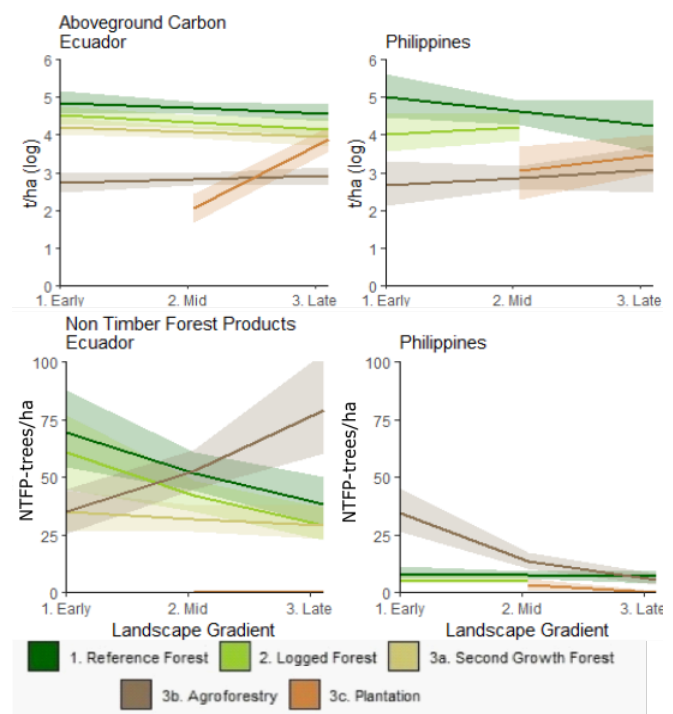 Aboveground Carbon
Ecuador
Philippines
t/ha (log)
6
5
4
3
2
1
0
1. Early
2. Mid
3. Late
t/ha (log)
6
5
4
3
2
1
0
1. Early
2. Mid
3. Late
Non Timber Forest Products
Ecuador
Philippines
NTFP-trees/ha
100
75
50
25
0
1. Early
2. Mid
3. Late
Landscape Gradient
NTFP-trees/ha
100
75
50
25
0
1. Early
2. Mid
3. Late
Landscape Gradient
1. Reference Forest
2. Logged Forest
3a. Second Growth Forest
3b. Agroforestry
3c. Plantation